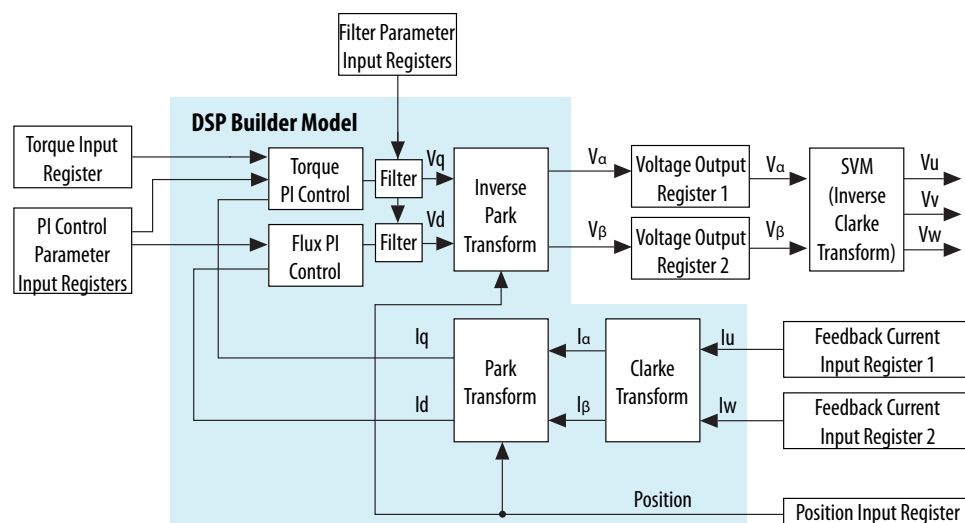 Filter Parameter
Input Registers
DSP Builder Model
Torque Input
Register
Torque
PI Control
Filter
Vq
Inverse
Park
Transform
Vα
Voltage Output
Register 1
Vα
SVM
(Inverse
Clarke
Transform)
Vu
Vv
Vw
PI Control
Parameter
Input Registers
Flux PI
Control
Filter
Vd
Vβ
Voltage Output
Register 2
Vβ
Iq
Id
Park
Transform
Iα
Iβ
Clarke
Transform
Iu
Iw
Feedback Current
Input Register 1
Feedback Current
Input Register 2
Position
Position Input Register